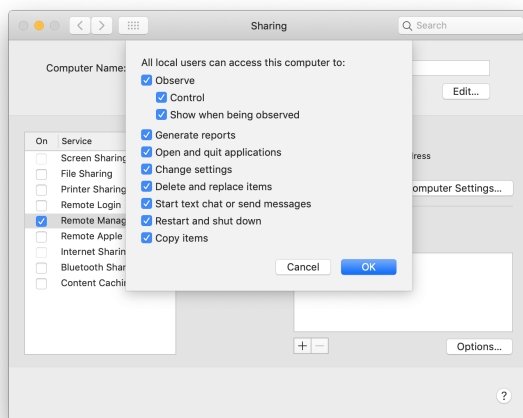 Sharing
Search
Computer Name:
Edit...
All local users can access this computer to:
Observe
Control
Show when being observed
Generate reports
Open and quit applications
Change settings
Delete and replace items
Start text chat or send messages
Restart and shut down
Copy items
Cancel
OK
On Service
Screen Sharing
File Sharing
Printer Sharing
Remote Login
Remote Manag
Remote Apple
Internet Sharin
Bluetooth Shar
Content Cachi
dress
omputer Settings...
+ −
Options...
?